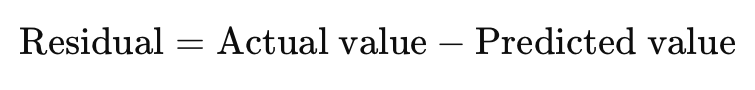 Residual = Actual value − Predicted value